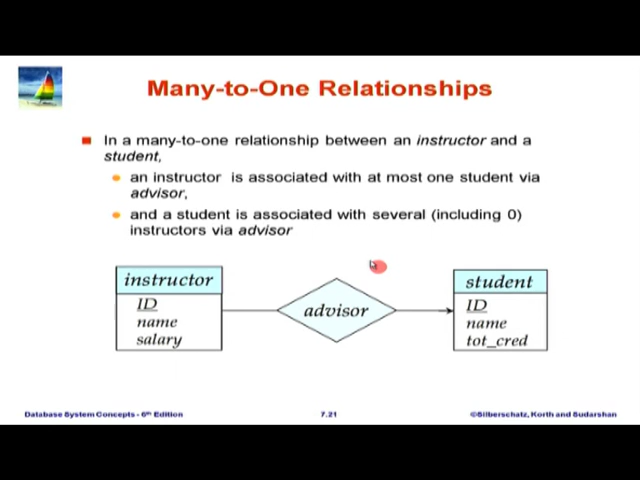 Many-to-One Relationships
In a many-to-one relationship between an instructor and a
student,
an instructor is associated with at most one student via
advisor,
and a student is associated with several (including 0)
instructors via advisor
instructor
ID
name
salary
advisor
student
ID
name
tot_cred
Database System Concepts - 6th Edition
7.21
©Silberschatz, Korth and Sudarshan